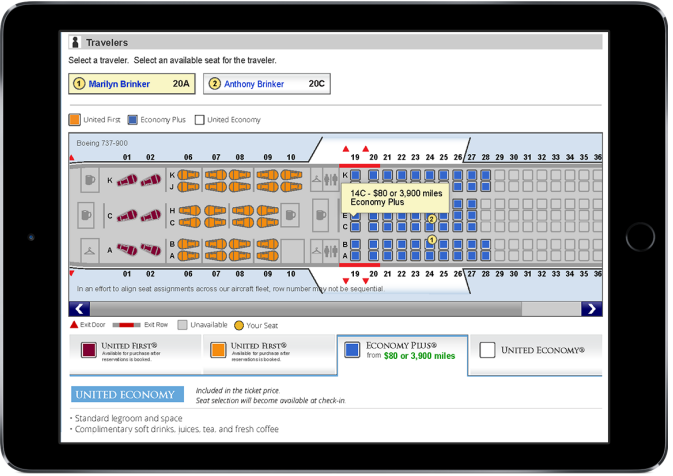 Travelers
Select a traveler. Select an available seat for the traveler.
1 Marilyn Brinker 20A 2 Anthony Brinker 20C
United First Economy Plus United Economy
Boeing 737-900
01 02 06 07 08 09 10 19 20 21 22 23 24 25 26 27 28 29 30 31 32 33 34 35 36
K K K
J
14C - $80 or 3,900 miles
Economy Plus
C H E
C C
2
1
A B B
A A
01 02 06 07 08 09 10 19 20 21 22 23 24 25 26 27 28 29 30 31 32 33 34 35 36
In an effort to align seat assignments across our aircraft fleet, row number may not be sequential.
Exit Door Exit Row Unavailable Your Seat
UNITED FIRST®
Available for purchase after
reservations is booked.
UNITED FIRST®
Available for purchase after
reservations is booked.
ECONOMY PLUS®
from $80 or 3,900 miles
UNITED ECONOMY®
UNITED ECONOMY
Included in the ticket price.
Seat selection will become available at check-in
• Standard legroom and space
• Complimentary soft drinks, juices, tea, and fresh coffee